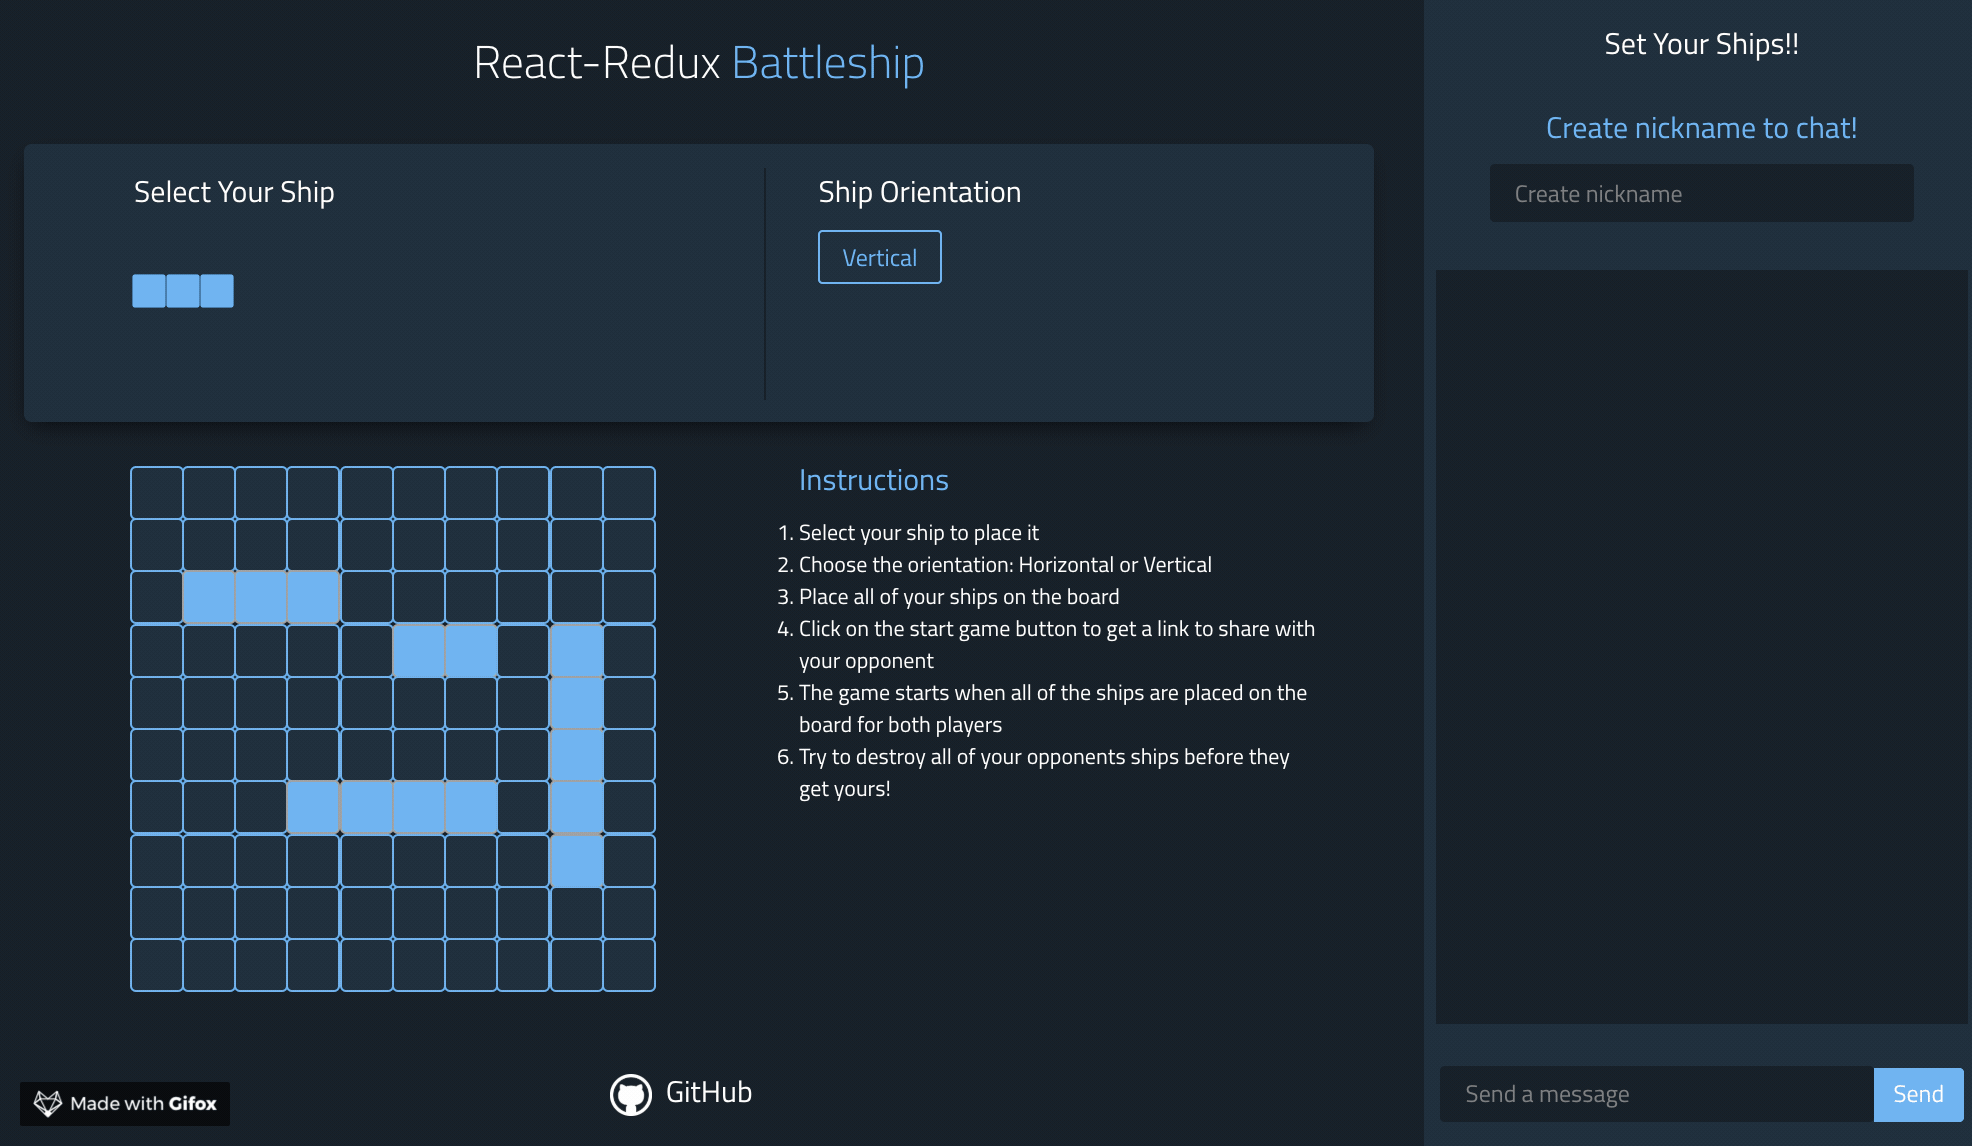 React-Redux Battleship
Select Your Ship
Ship Orientation
Vertical
Instructions
1. Select your ship to place it
2. Choose the orientation: Horizontal or Vertical
3. Place all of your ships on the board
4. Click on the start game button to get a link to share with
your opponent
5. The game starts when all of the ships are placed on the
board for both players
6. Try to destroy all of your opponents ships before they
get yours!
Made with Gifox
GitHub
Set Your Ships!!
Create nickname to chat!
Create nickname
Send a message
Send